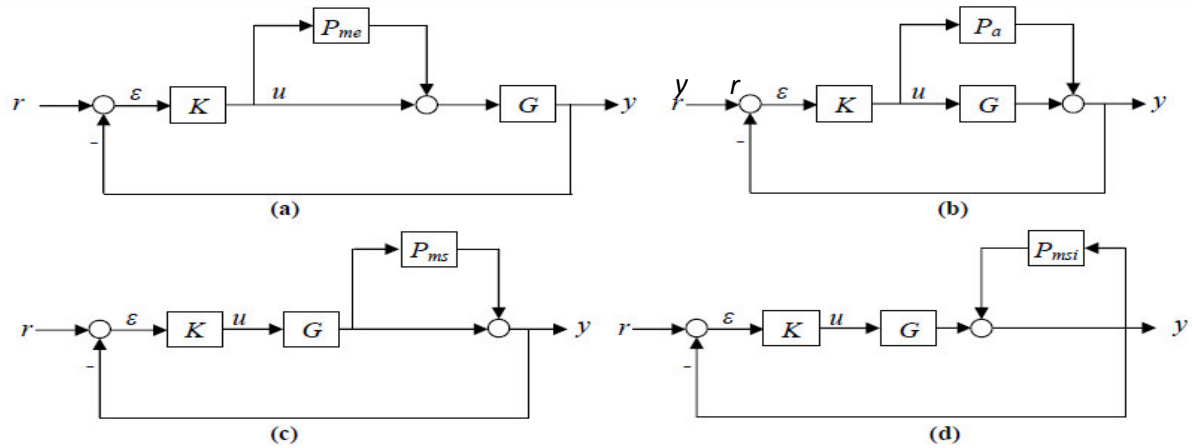 P_me
r ε K u G y
-
(a)
P_a
y r
r ε K u G y
-
(b)
P_ms
r ε K u G y
-
(c)
P_msi
r ε K u G y
-
(d)